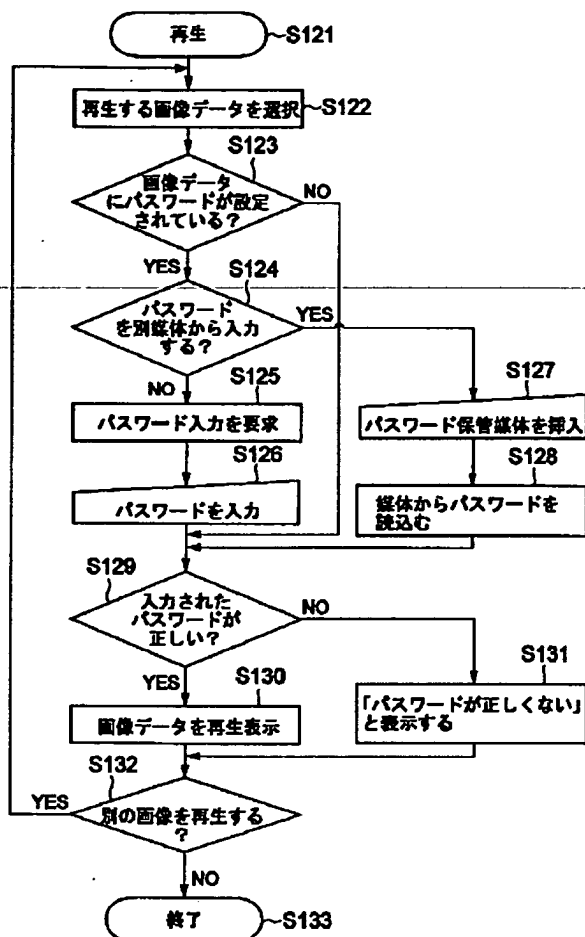 再生
S121
再生する画像データを選択
S122
S123
画像データ
にパスワードが設定
されている？
NO
YES
S124
パスワード
を別媒体から入力
する？
YES
NO
S125
パスワード入力を要求
S126
パスワードを入力
S127
パスワード保管媒体を挿入
S128
媒体からパスワードを
読込む
S129
入力された
パスワードが
正しい？
NO
YES
S130
画像データを再生表示
S131
「パスワードが正しくない」
と表示する
S132
YES
別の画像を再生する
？
NO
終了
S133